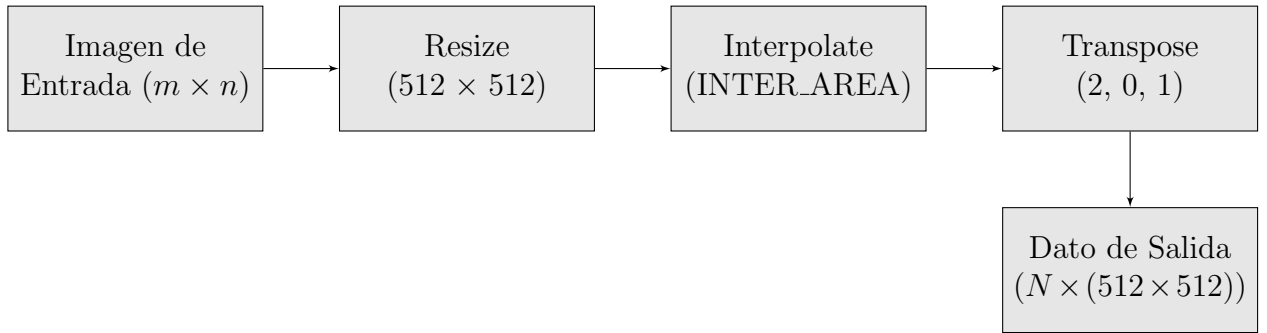 Imagen de
Entrada (m × n)
Resize
(512 × 512)
Interpolate
(INTER_AREA)
Transpose
(2, 0, 1)
Dato de Salida
(N × (512 × 512))